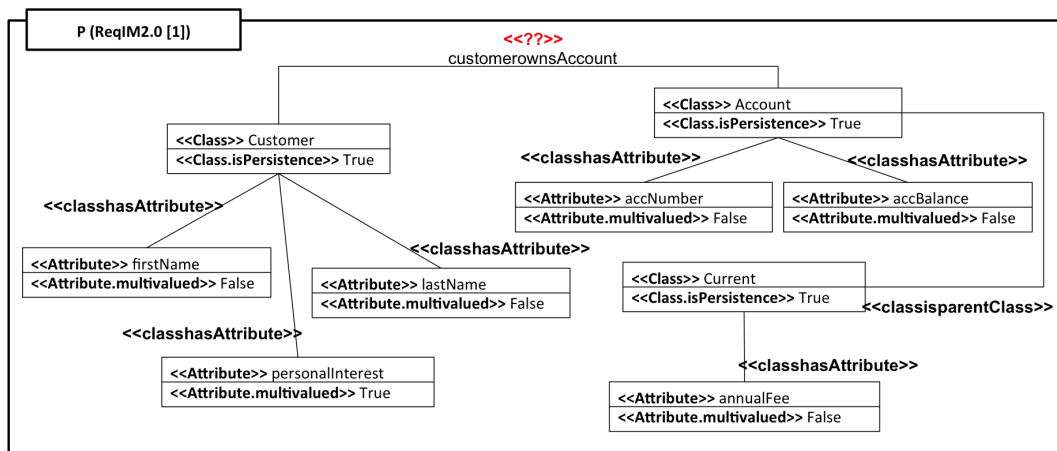 P (ReqIM2.0 [1])
<<??>>
customerownsAccount
<<Class>> Account
<<Class.isPersistence>> True
<<Class>> Customer
<<Class.isPersistence>> True
<<classhasAttribute>>
<<classhasAttribute>>
<<Attribute>> accNumber
<<Attribute.multivalued>> False
<<Attribute>> accBalance
<<Attribute.multivalued>> False
<<classhasAttribute>>
<<classhasAttribute>>
<<Attribute>> firstName
<<Attribute.multivalued>> False
<<Attribute>> lastName
<<Attribute.multivalued>> False
<<Class>> Current
<<Class.isPersistence>> True
<<classisparentClass>>
<<classhasAttribute>>
<<Attribute>> personalInterest
<<Attribute.multivalued>> True
<<classhasAttribute>>
<<Attribute>> annualFee
<<Attribute.multivalued>> False